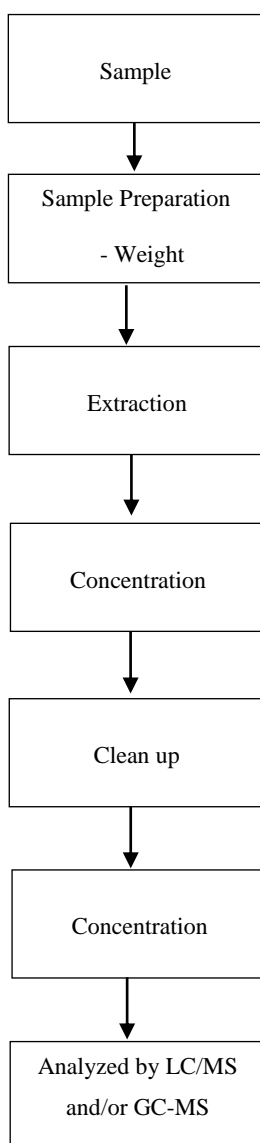 Sample
Sample Preparation
- Weight
Extraction
Concentration
Clean up
Concentration
Analyzed by LC/MS
and/or GC-MS